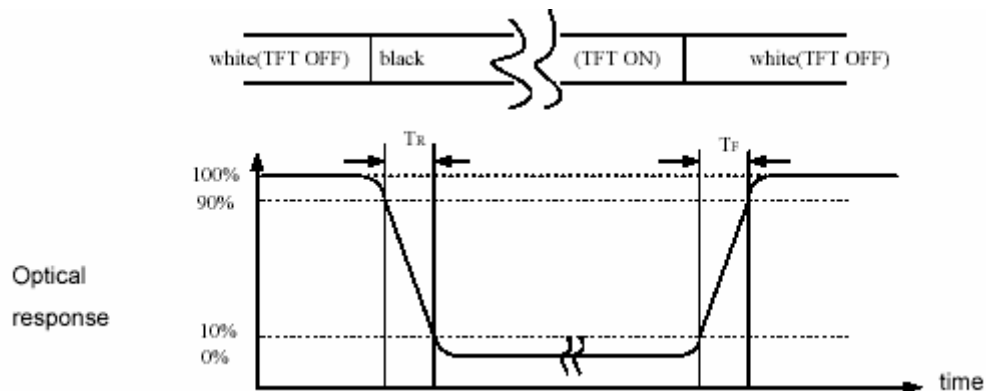 white(TFT OFF) black (TFT ON) white(TFT OFF)
TR TF
100%
90%
Optical
response
10%
0%
time